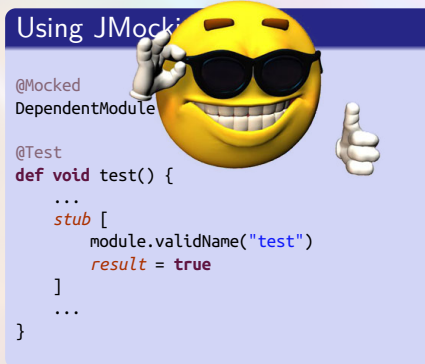 Using JMocki
@Mocked
DependentModule
@Test
def void test() {
...
stub [
module.validName("test")
result = true
]
...
}